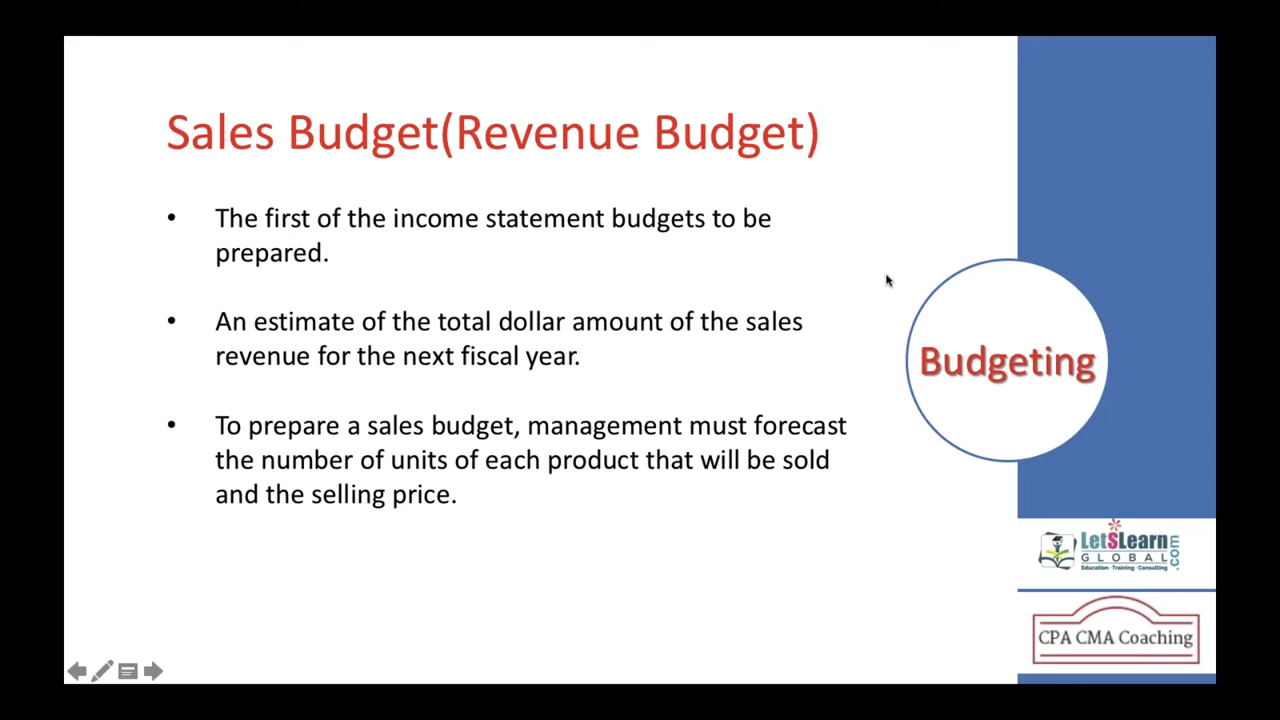 Sales Budget(Revenue Budget)
• The first of the income statement budgets to be
prepared.
• An estimate of the total dollar amount of the sales
revenue for the next fiscal year.
• To prepare a sales budget, management must forecast
the number of units of each product that will be sold
and the selling price.
Budgeting
LetSLearn
GLOBAL
.com
Education · Training · Consulting
CPA CMA Coaching